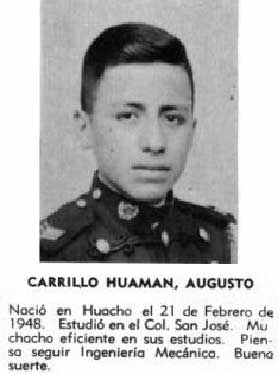 CARRILLO HUAMAN, AUGUSTO
Nació en Huacho el 21 de Febrero de
1948. Estudió en el Col. San José. Mu
chacho eficiente en sus estudios. Pien-
sa seguir Ingeniería Mecánica. Buena
suerte.